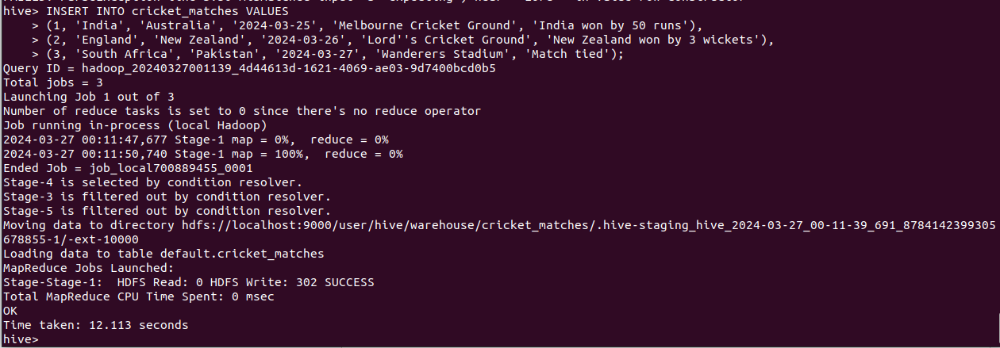 hive> INSERT INTO cricket_matches VALUES
    > (1, 'India', 'Australia', '2024-03-25', 'Melbourne Cricket Ground', 'India won by 50 runs'),
    > (2, 'England', 'New Zealand', '2024-03-26', 'Lord''s Cricket Ground', 'New Zealand won by 3 wickets'),
    > (3, 'South Africa', 'Pakistan', '2024-03-27', 'Wanderers Stadium', 'Match tied');
Query ID = hadoop_20240327001139_4d44613d-1621-4069-ae03-9d7400bcd0b5
Total jobs = 3
Launching Job 1 out of 3
Number of reduce tasks is set to 0 since there's no reduce operator
Job running in-process (local Hadoop)
2024-03-27 00:11:47,677 Stage-1 map = 0%,  reduce = 0%
2024-03-27 00:11:50,740 Stage-1 map = 100%,  reduce = 0%
Ended Job = job_local700889455_0001
Stage-4 is selected by condition resolver.
Stage-3 is filtered out by condition resolver.
Stage-5 is filtered out by condition resolver.
Moving data to directory hdfs://localhost:9000/user/hive/warehouse/cricket_matches/.hive-staging_hive_2024-03-27_00-11-39_691_8784142399305
678855-1/-ext-10000
Loading data to table default.cricket_matches
MapReduce Jobs Launched:
Stage-Stage-1:  HDFS Read: 0 HDFS Write: 302 SUCCESS
Total MapReduce CPU Time Spent: 0 msec
OK
Time taken: 12.113 seconds
hive>